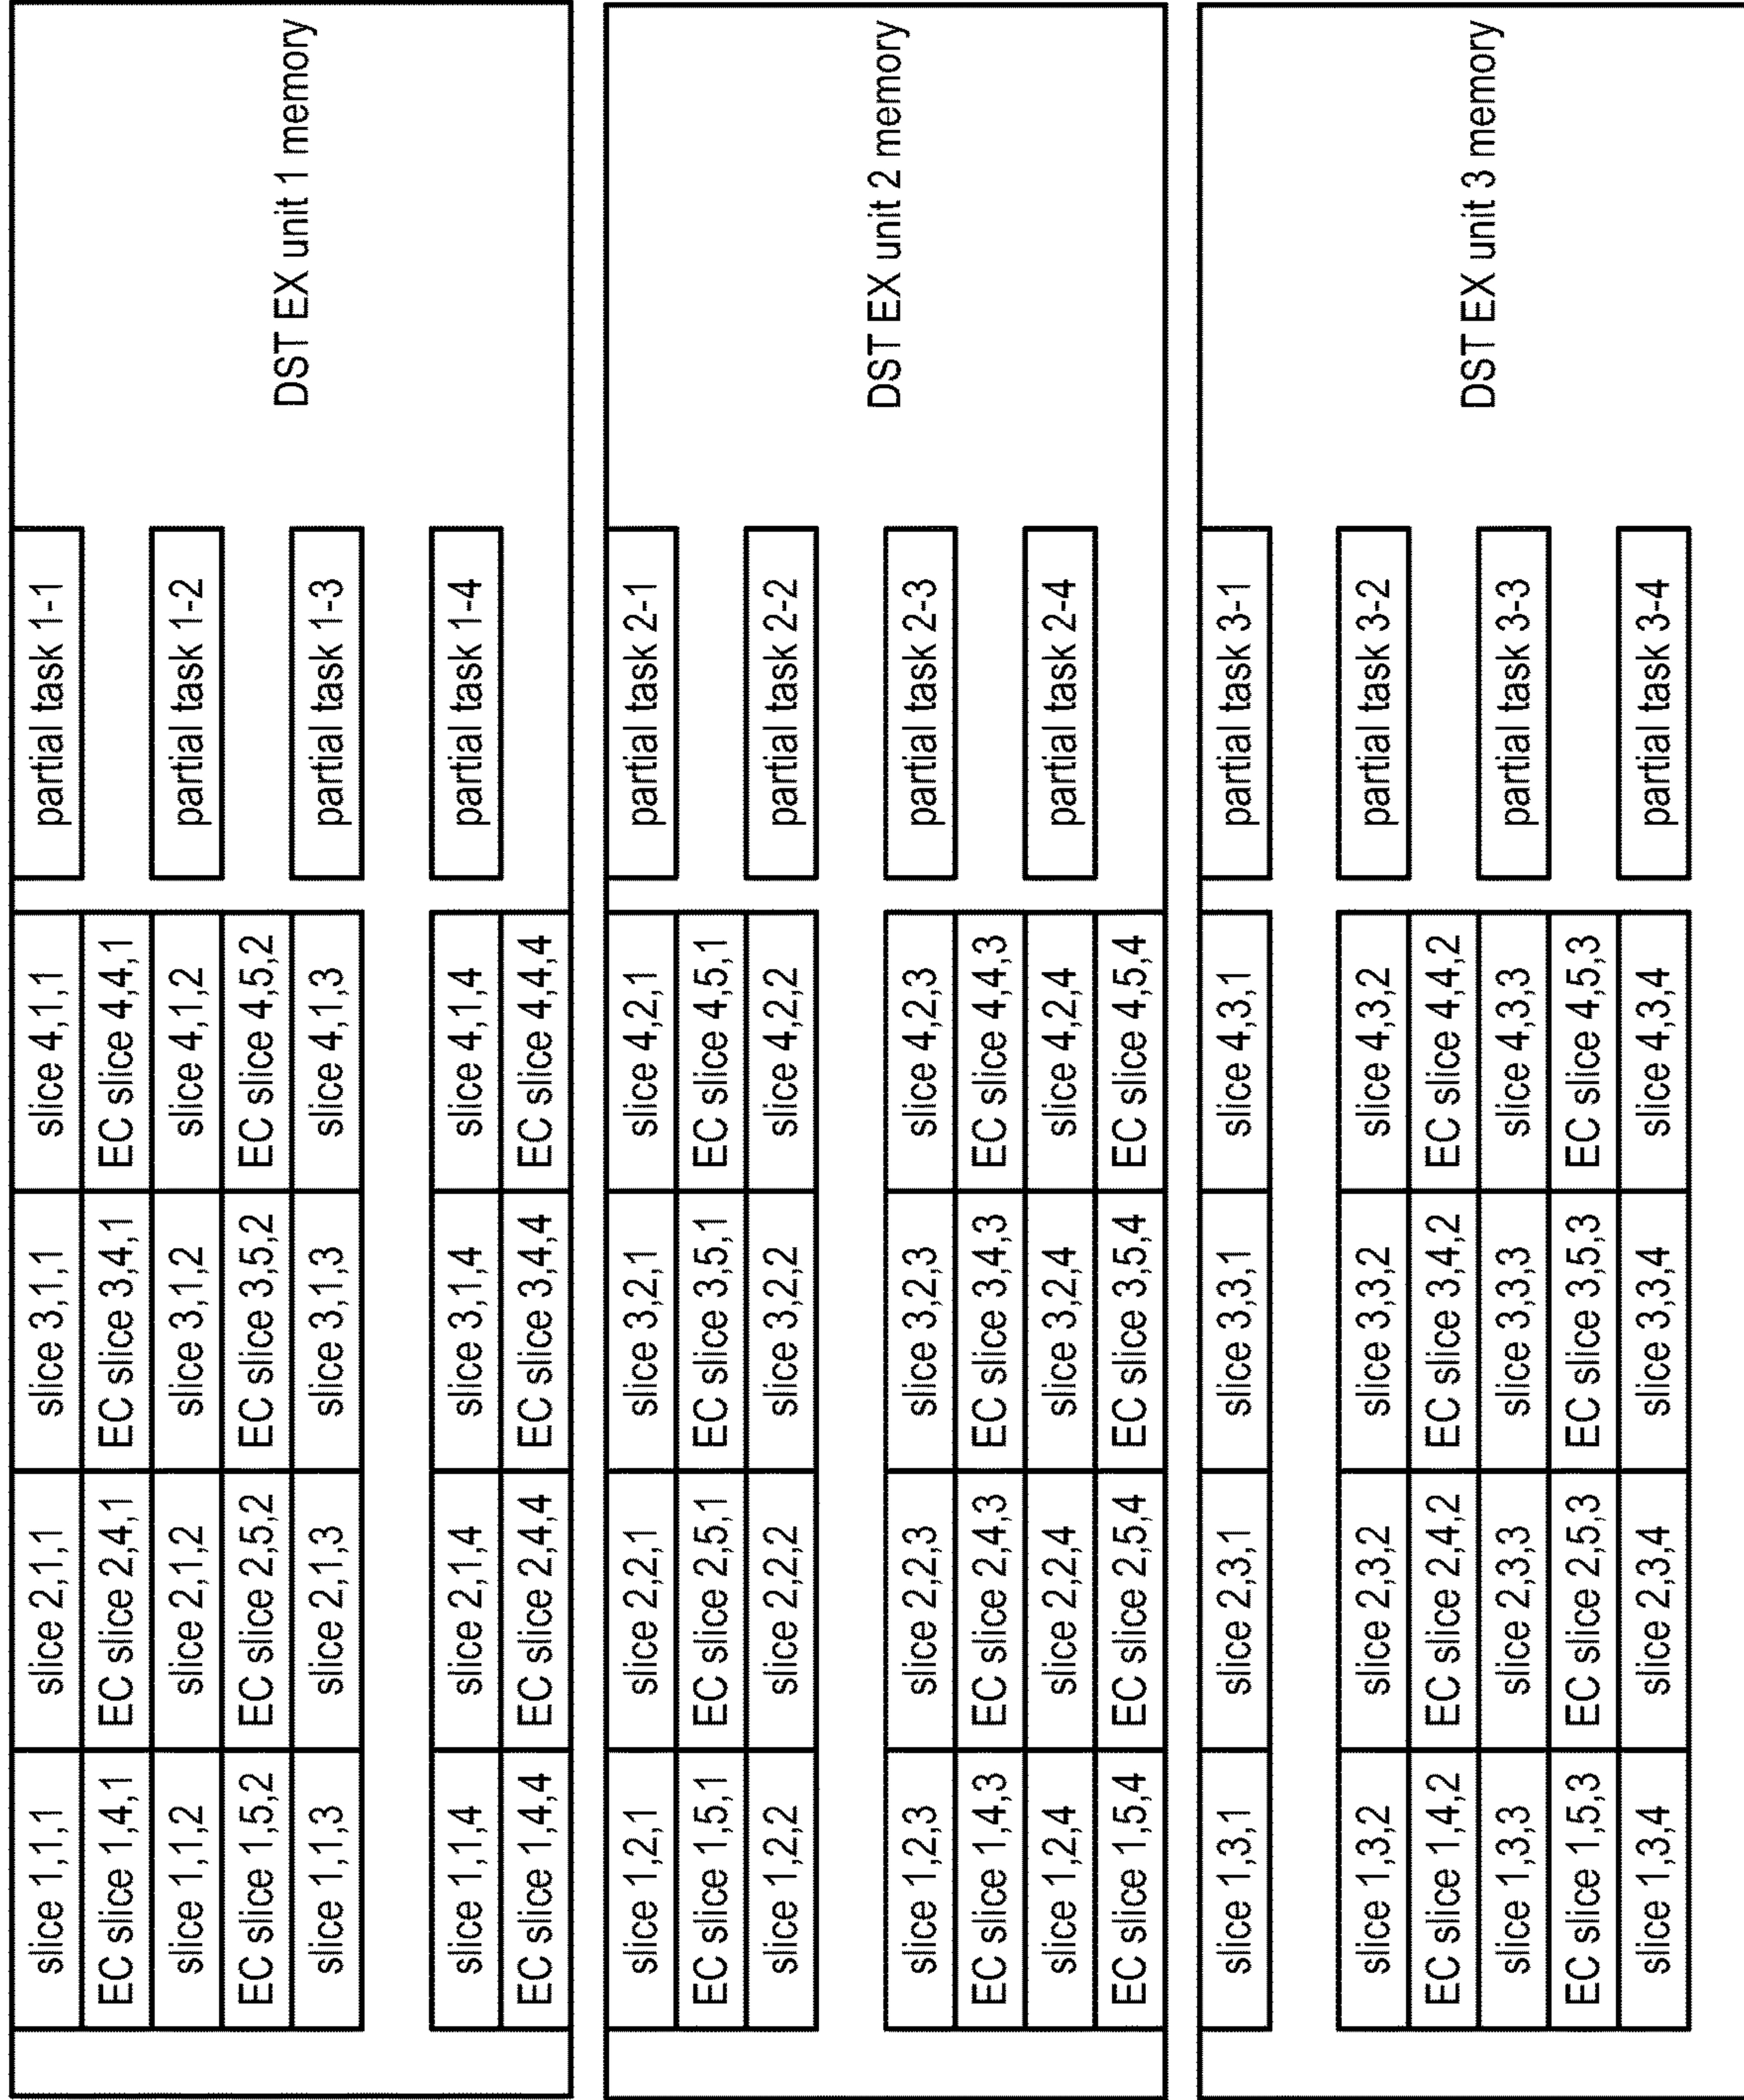 slice 1,1,1 slice 2,1,1 slice 3,1,1 slice 4,1,1 partial task 1-1
EC slice 1,4,1 EC slice 2,4,1 EC slice 3,4,1 EC slice 4,4,1
slice 1,1,2 slice 2,1,2 slice 3,1,2 slice 4,1,2 partial task 1-2
EC slice 1,5,2 EC slice 2,5,2 EC slice 3,5,2 EC slice 4,5,2
slice 1,1,3 slice 2,1,3 slice 3,1,3 slice 4,1,3 partial task 1-3
slice 1,1,4 slice 2,1,4 slice 3,1,4 slice 4,1,4 partial task 1-4
EC slice 1,4,4 EC slice 2,4,4 EC slice 3,4,4 EC slice 4,4,4
DST EX unit 1 memory
slice 1,2,1 slice 2,2,1 slice 3,2,1 slice 4,2,1 partial task 2-1
EC slice 1,5,1 EC slice 2,5,1 EC slice 3,5,1 EC slice 4,5,1
slice 1,2,2 slice 2,2,2 slice 3,2,2 slice 4,2,2 partial task 2-2
slice 1,2,3 slice 2,2,3 slice 3,2,3 slice 4,2,3 partial task 2-3
EC slice 1,4,3 EC slice 2,4,3 EC slice 3,4,3 EC slice 4,4,3
slice 1,2,4 slice 2,2,4 slice 3,2,4 slice 4,2,4 partial task 2-4
EC slice 1,5,4 EC slice 2,5,4 EC slice 3,5,4 EC slice 4,5,4
DST EX unit 2 memory
slice 1,3,1 slice 2,3,1 slice 3,3,1 slice 4,3,1 partial task 3-1
slice 1,3,2 slice 2,3,2 slice 3,3,2 slice 4,3,2 partial task 3-2
EC slice 1,4,2 EC slice 2,4,2 EC slice 3,4,2 EC slice 4,4,2
slice 1,3,3 slice 2,3,3 slice 3,3,3 slice 4,3,3 partial task 3-3
EC slice 1,5,3 EC slice 2,5,3 EC slice 3,5,3 EC slice 4,5,3
slice 1,3,4 slice 2,3,4 slice 3,3,4 slice 4,3,4 partial task 3-4
DST EX unit 3 memory